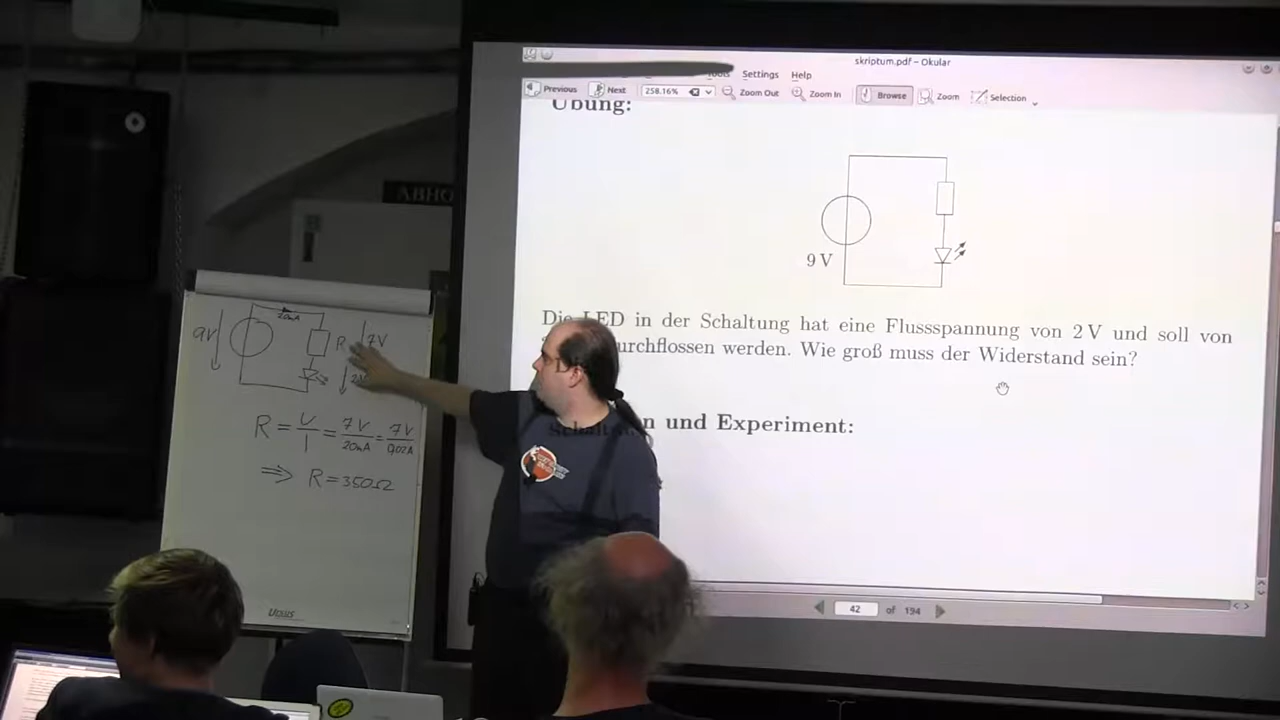 skriptum.pdf – Okular
Settings Help
Previous Next 258.16% Zoom Out Zoom In Browse Zoom Selection
Übung:
9 V
Die LED in der Schaltung hat eine Flussspannung von 2 V und soll von
durchflossen werden. Wie groß muss der Widerstand sein?
und Experiment:
42 of 194
20mA
9V
R 7V
R = U/I = 7V/20mA = 7V/0,02A
⇒ R = 350Ω